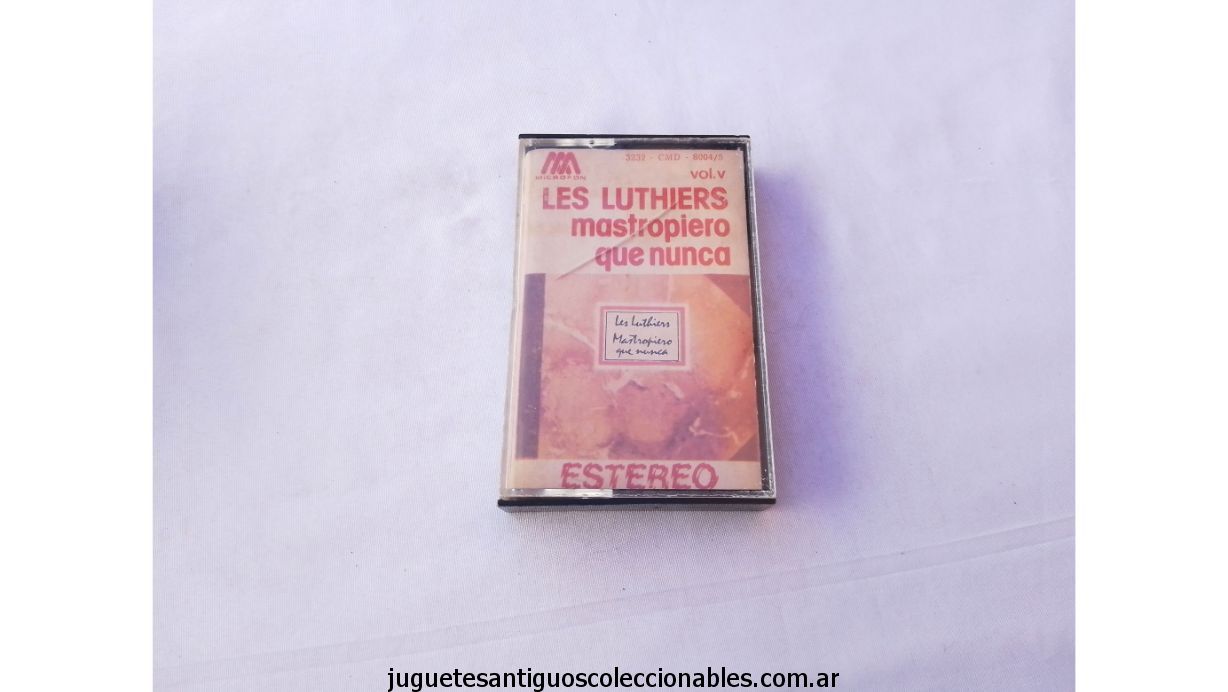 3232 - CMD - 8004/5
MICROFON
vol.v
LES LUTHIERS
mastropiero
que nunca
Les Luthiers
Mastropiero
que nunca
ESTEREO
juguetesantiguoscoleccionables.com.ar